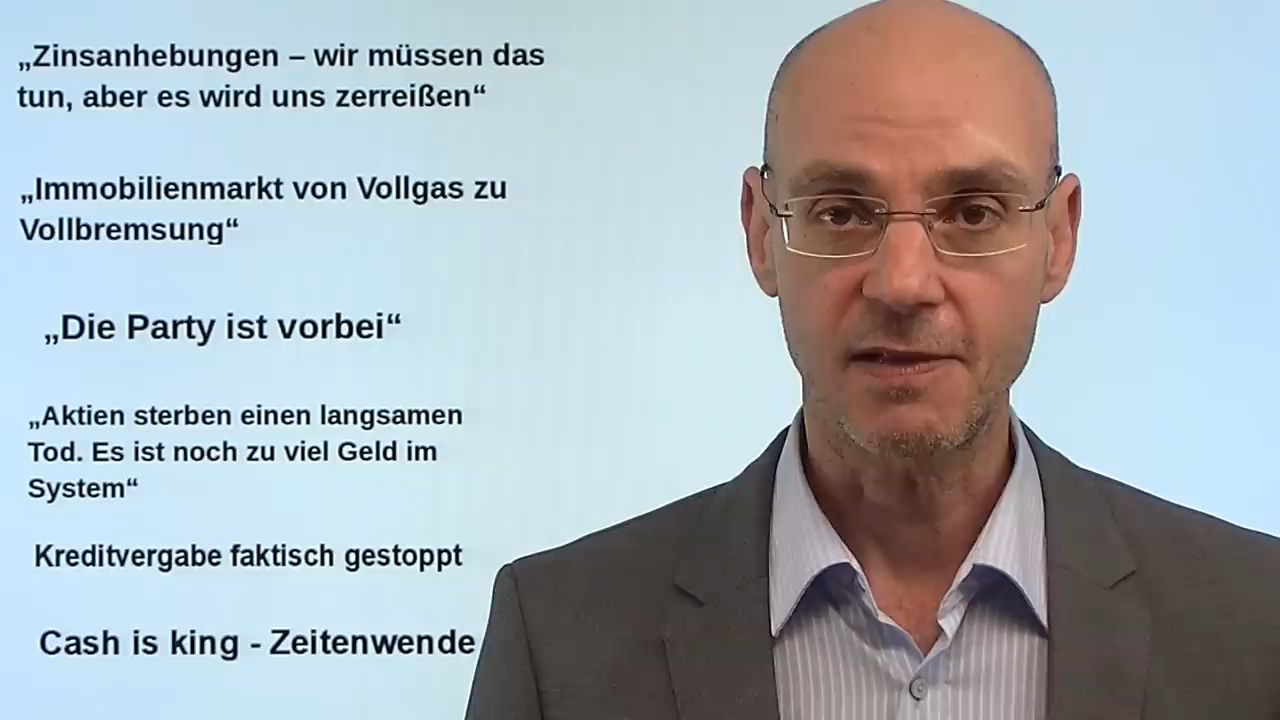 „Zinsanhebungen – wir müssen das
tun, aber es wird uns zerreißen“
„Immobilienmarkt von Vollgas zu
Vollbremsung“
„Die Party ist vorbei“
„Aktien sterben einen langsamen
Tod. Es ist noch zu viel Geld im
System“
Kreditvergabe faktisch gestoppt
Cash is king - Zeitenwende